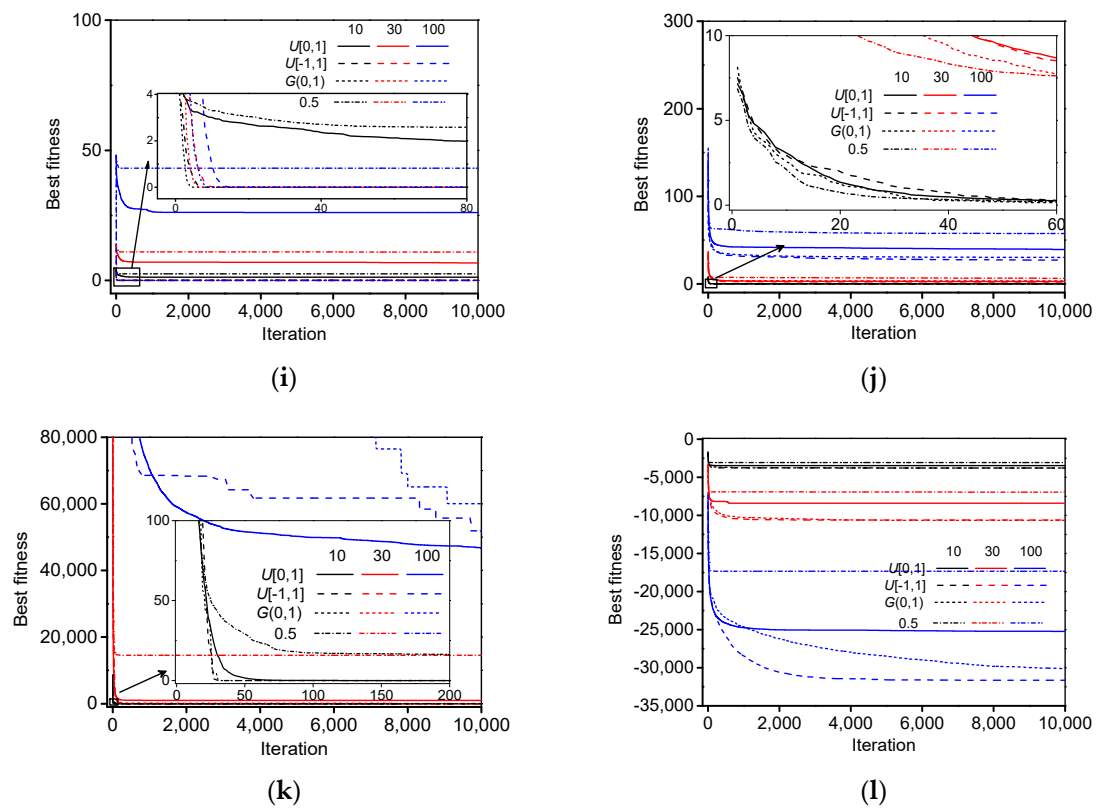 100
50
0
Best fitness
0 2,000 4,000 6,000 8,000 10,000
Iteration
10 30 100
U[0,1]
U[-1,1]
G(0,1)
0.5
4
2
0
0 40 80
(i)
300
250
200
150
100
50
0
Best fitness
0 2,000 4,000 6,000 8,000 10,000
Iteration
10
5
0
0 20 40 60
10 30 100
U[0,1]
U[-1,1]
G(0,1)
0.5
(j)
80,000
60,000
40,000
20,000
0
Best fitness
0 2,000 4,000 6,000 8,000 10,000
Iteration
100
50
0
0 50 100 150 200
10 30 100
U[0,1]
U[-1,1]
G(0,1)
0.5
(k)
0
-5,000
-10,000
-15,000
-20,000
-25,000
-30,000
-35,000
Best fitness
0 2,000 4,000 6,000 8,000 10,000
Iteration
10 30 100
U[0,1]
U[-1,1]
G(0,1)
0.5
(l)